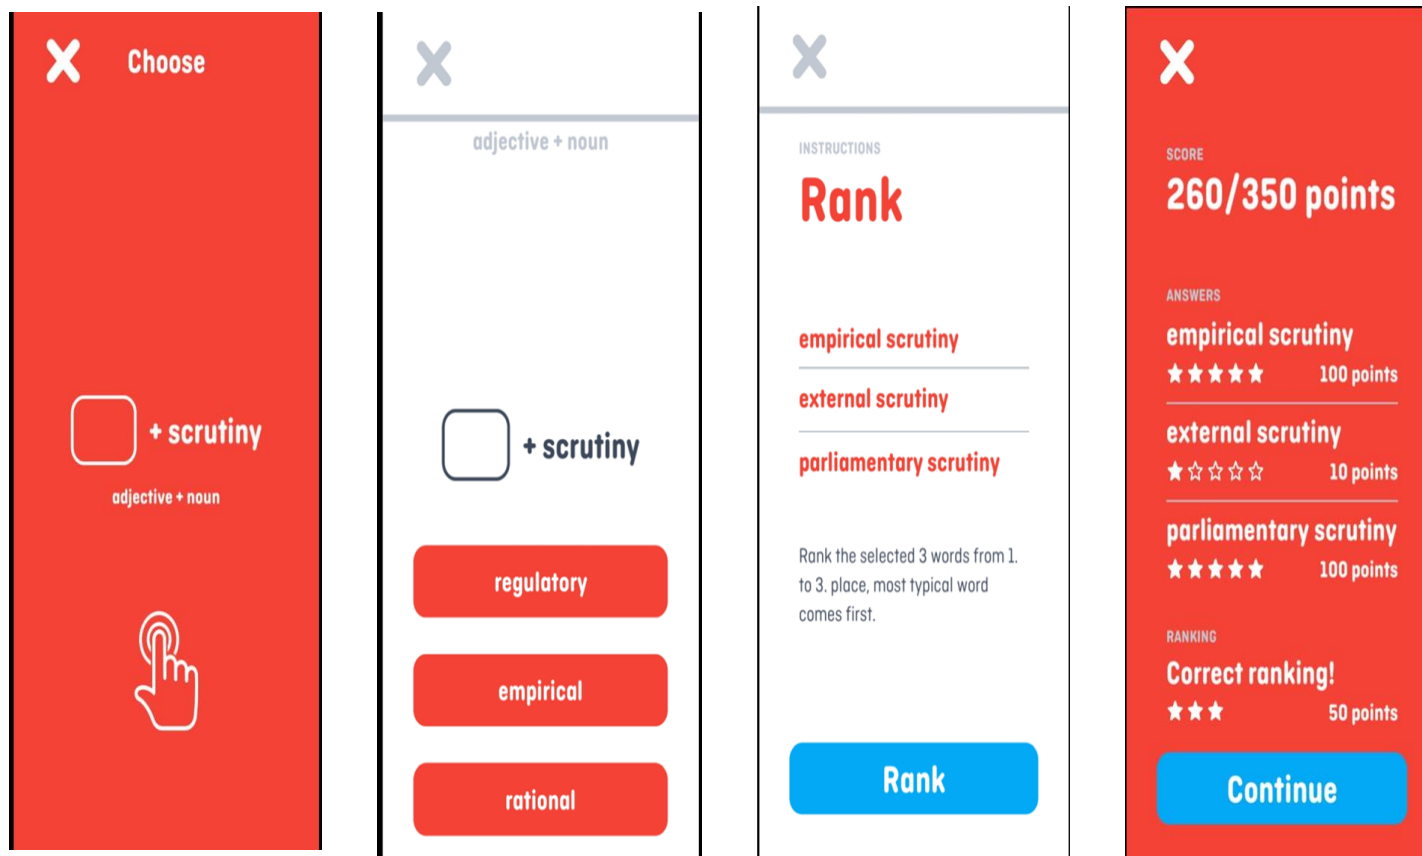 Choose
+ scrutiny
adjective + noun
adjective + noun
+ scrutiny
regulatory
empirical
rational
INSTRUCTIONS
Rank
empirical scrutiny
external scrutiny
parliamentary scrutiny
Rank the selected 3 words from 1.
to 3. place, most typical word
comes first.
Rank
SCORE
260/350 points
ANSWERS
empirical scrutiny
100 points
external scrutiny
10 points
parliamentary scrutiny
100 points
RANKING
Correct ranking!
50 points
Continue